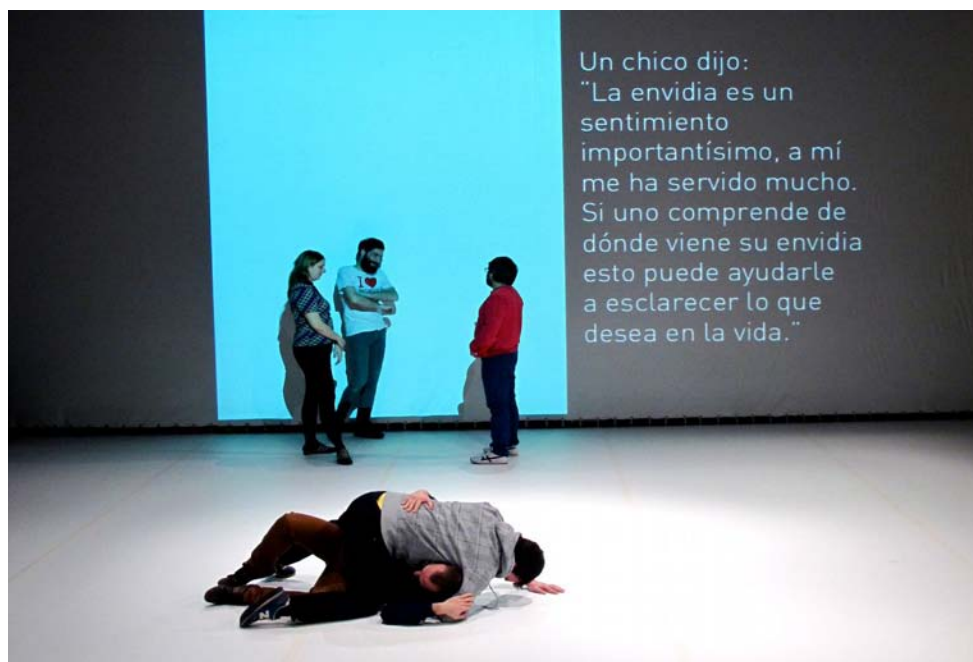 Un chico dijo:
¨La envidia es un
sentimiento
importantísimo, a mí
me ha servido mucho.
Si uno comprende de
dónde viene su envidia
esto puede ayudarle
a esclarecer lo que
desea en la vida.¨
I ♥